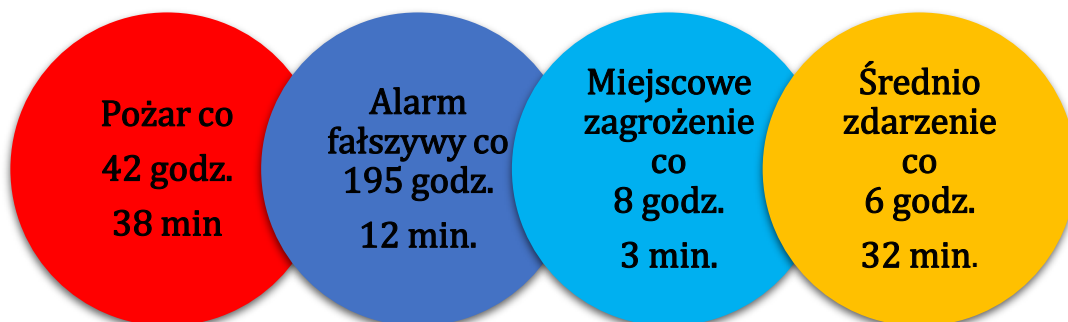 Pożar co
42 godz.
38 min
Alarm
fałszywy co
195 godz.
12 min.
Miejscowe
zagrożenie
co
8 godz.
3 min.
Średnio
zdarzenie
co
6 godz.
32 min.